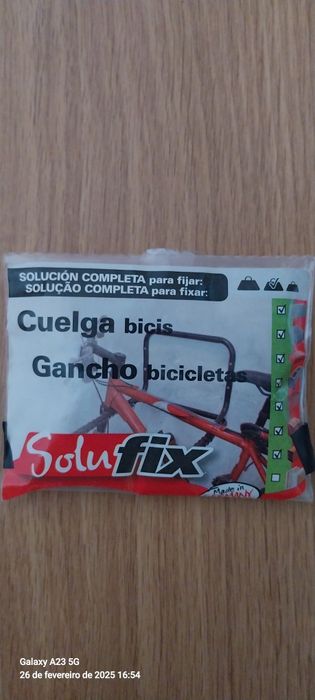 SOLUCIÓN COMPLETA para fijar:
SOLUÇÃO COMPLETA para fixar:
Cuelga bicis
Gancho bicicletas
Solufix
Made in
Galaxy A23 5G
26 de fevereiro de 2025 16:54